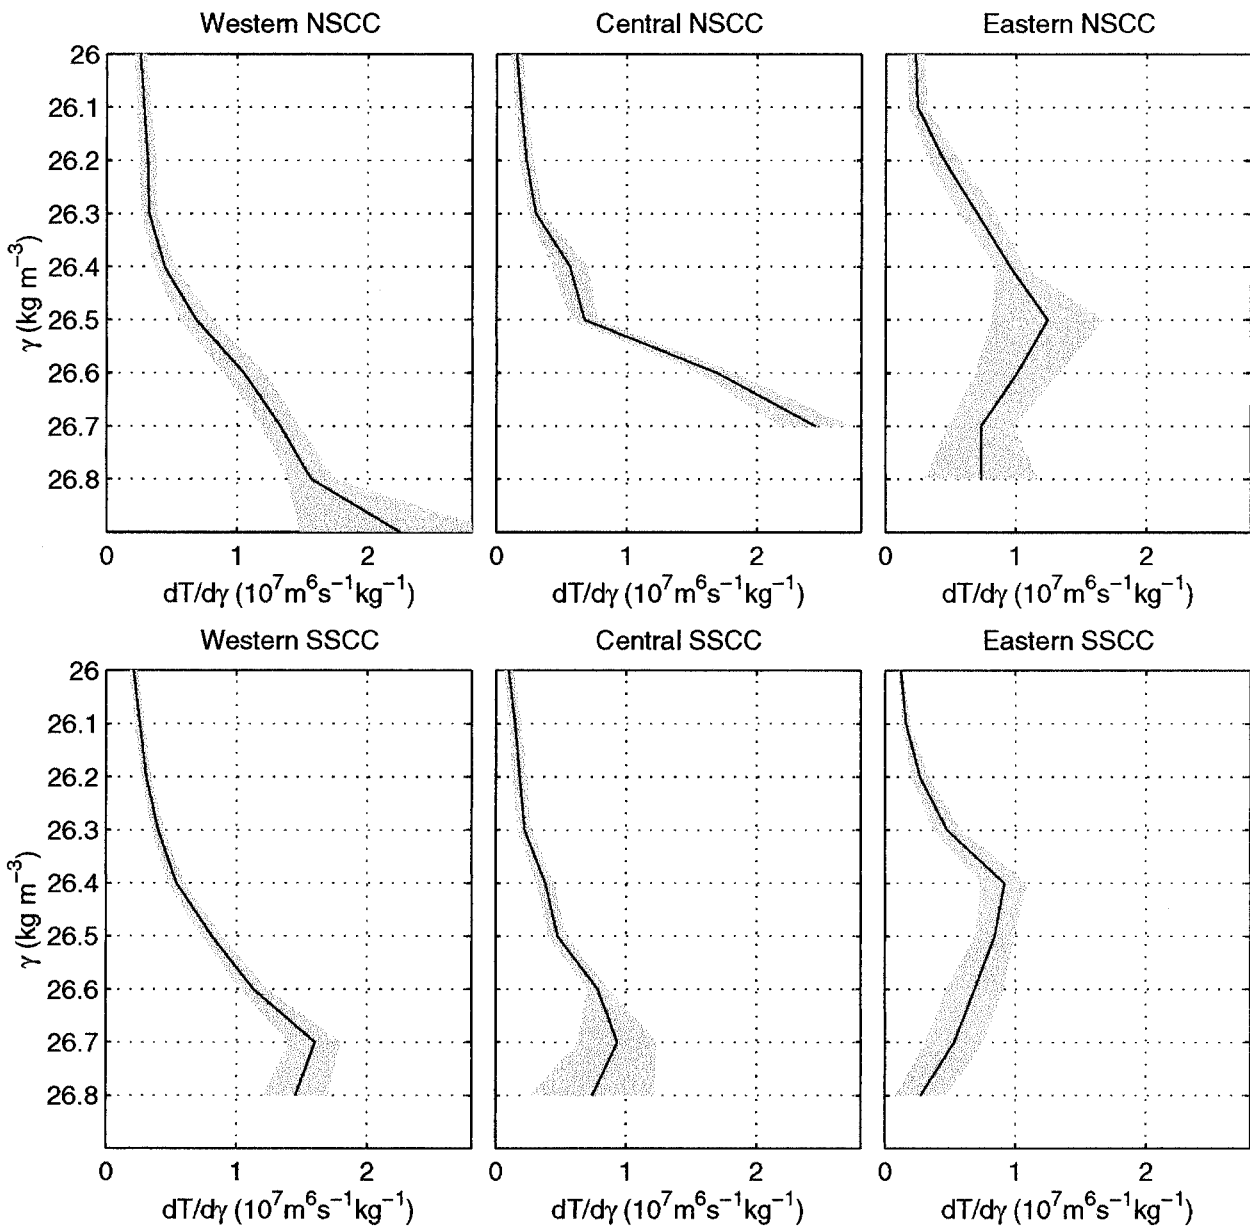 Western NSCC Central NSCC Eastern NSCC
26
26.1
26.2
26.3
26.4
26.5
26.6
26.7
26.8
γ (kg m⁻³)
0 1 2 0 1 2 0 1 2
dT/dγ (10⁷m⁶s⁻¹kg⁻¹) dT/dγ (10⁷m⁶s⁻¹kg⁻¹) dT/dγ (10⁷m⁶s⁻¹kg⁻¹)
Western SSCC Central SSCC Eastern SSCC
26
26.1
26.2
26.3
26.4
26.5
26.6
26.7
26.8
γ (kg m⁻³)
0 1 2 0 1 2 0 1 2
dT/dγ (10⁷m⁶s⁻¹kg⁻¹) dT/dγ (10⁷m⁶s⁻¹kg⁻¹) dT/dγ (10⁷m⁶s⁻¹kg⁻¹)